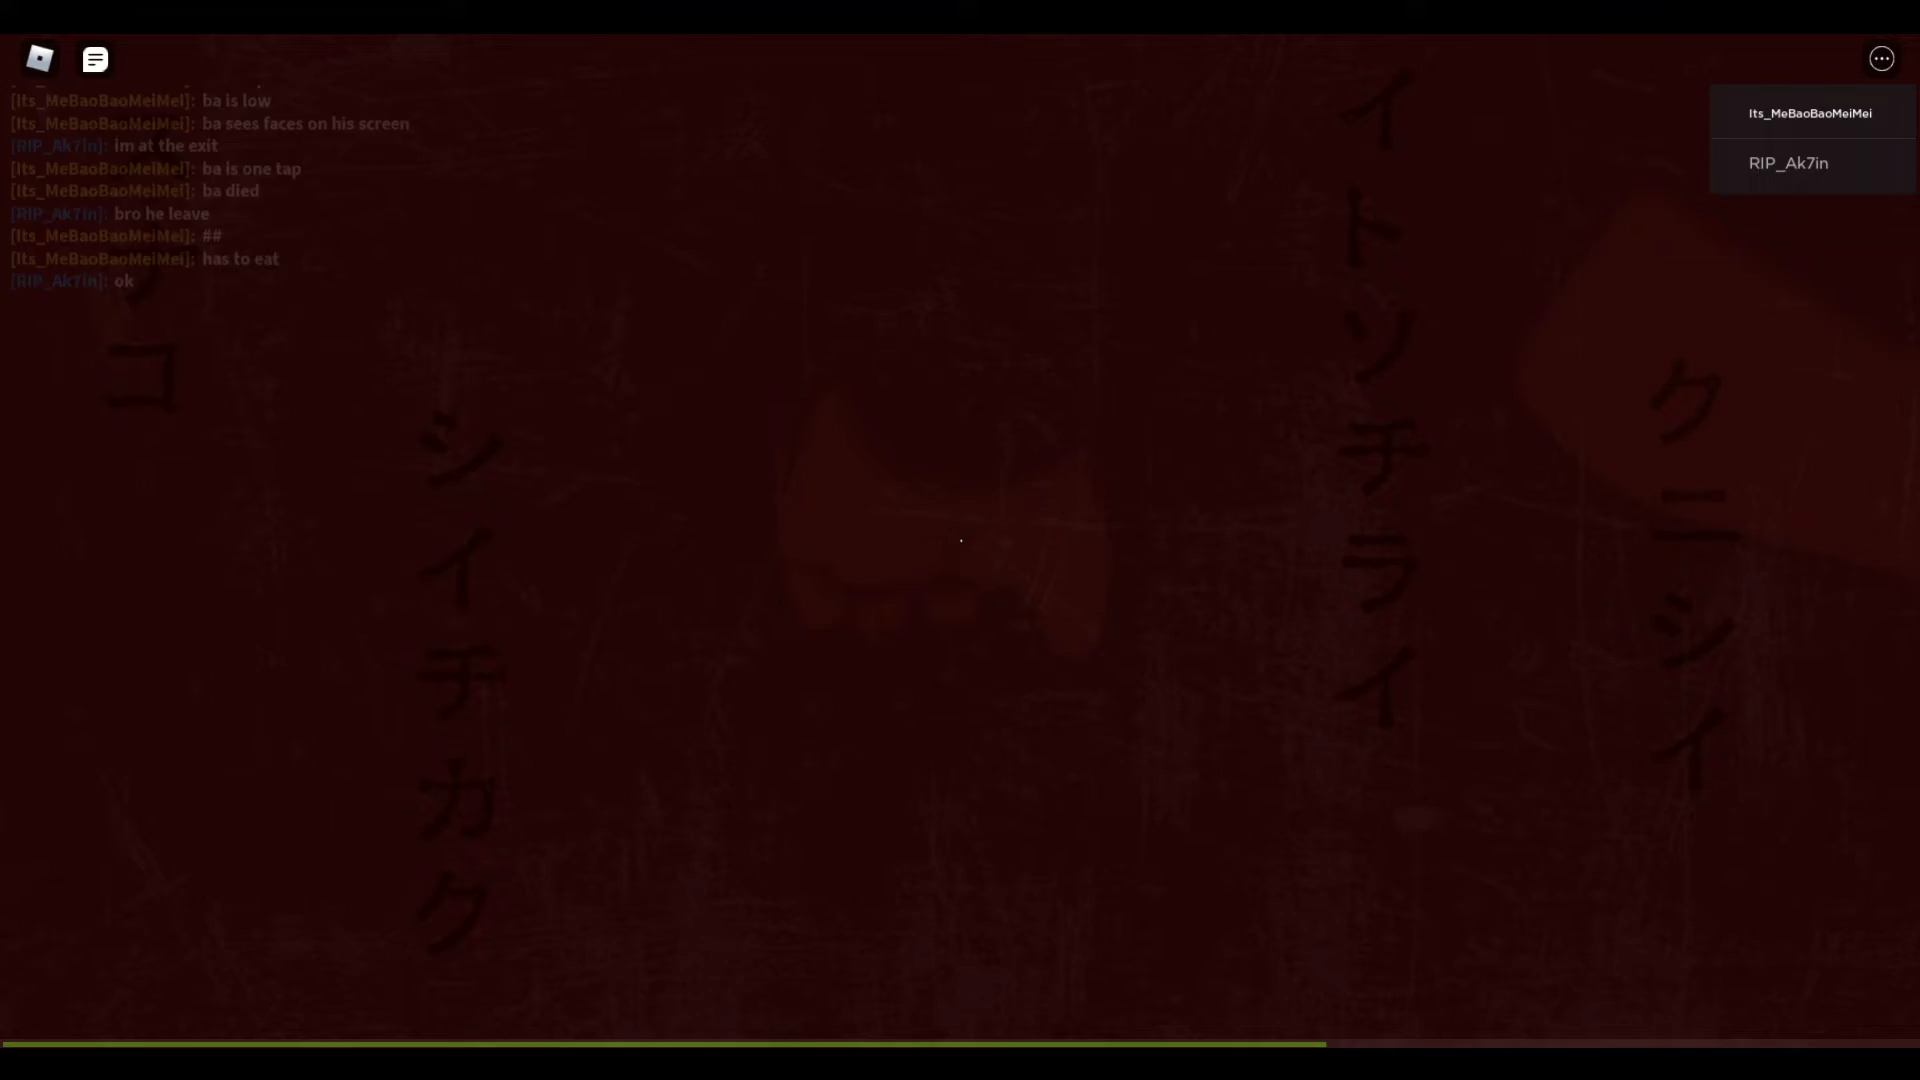 [Its_MeBaoBaoMeiMei]: ba is low
[Its_MeBaoBaoMeiMei]: ba sees faces on his screen
[RIP_Ak7in]: im at the exit
[Its_MeBaoBaoMeiMei]: ba is one tap
[Its_MeBaoBaoMeiMei]: ba died
[RIP_Ak7in]: bro he leave
[Its_MeBaoBaoMeiMei]: ##
[Its_MeBaoBaoMeiMei]: has to eat
[RIP_Ak7in]: ok
Its_MeBaoBaoMeiMei
RIP_Ak7in
コ
シイチカク
イトソチライ
クニシイ